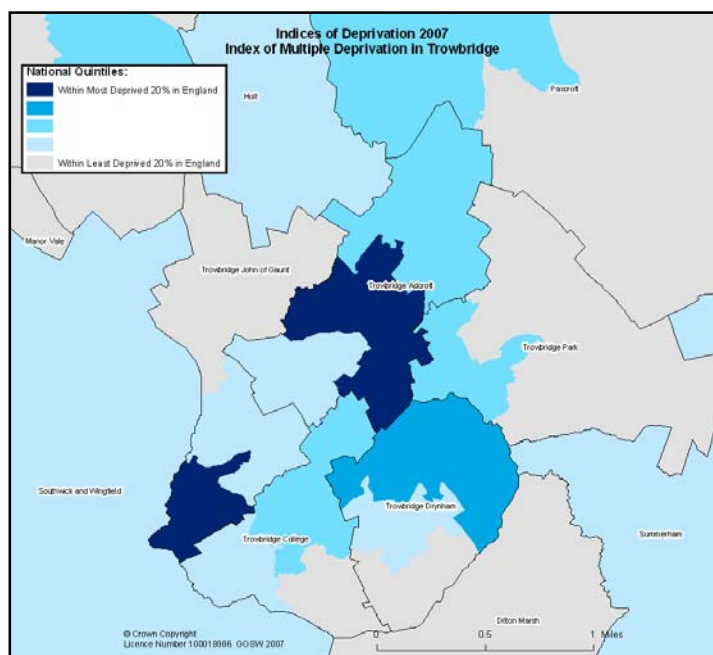 Indices of Deprivation 2007
Index of Multiple Deprivation in Trowbridge
National Quintiles:
Within Most Deprived 20% in England
Within Least Deprived 20% in England
Holt
Paxcroft
Manor Vale
Trowbridge John of Gaunt
Trowbridge Adcroft
Trowbridge Park
Southwick and Wingfield
Trowbridge Drynham
Trowbridge College
Summerham
Dilton Marsh
© Crown Copyright
Licence Number 100018986. GOSW 2007
0 0.5 1 Miles